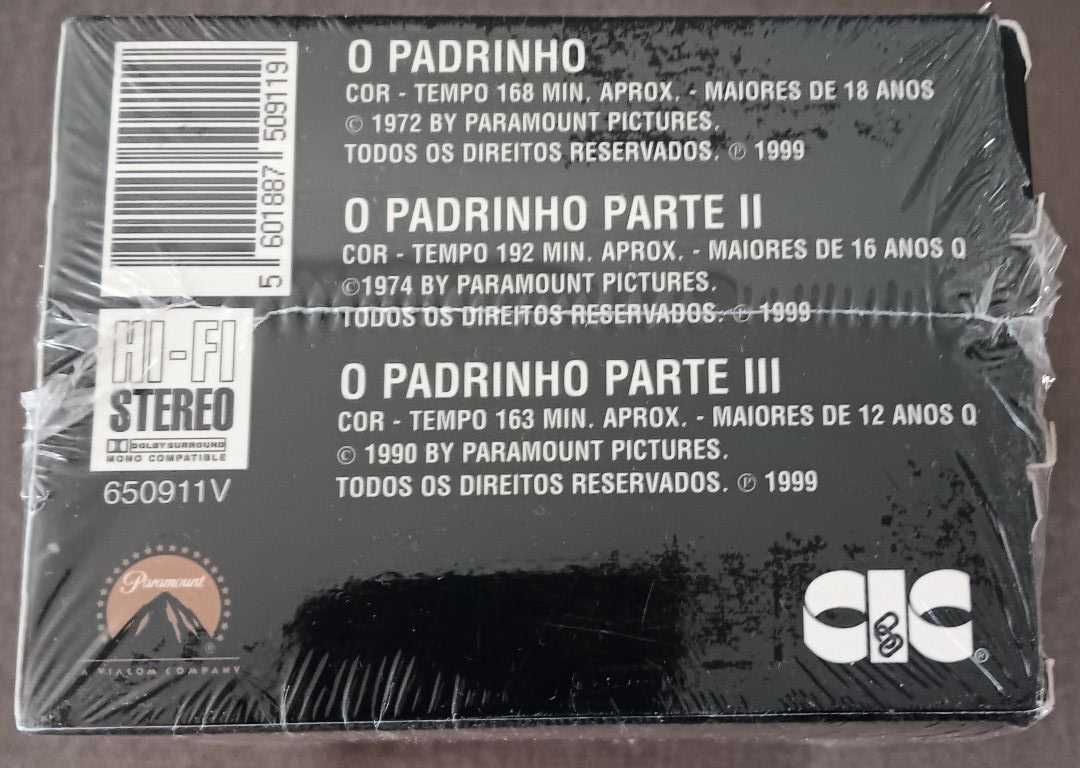 5 601887 509119
O PADRINHO
COR - TEMPO 168 MIN. APROX. - MAIORES DE 18 ANOS
© 1972 BY PARAMOUNT PICTURES.
TODOS OS DIREITOS RESERVADOS. ℗ 1999
O PADRINHO PARTE II
COR - TEMPO 192 MIN. APROX. - MAIORES DE 16 ANOS Q
©1974 BY PARAMOUNT PICTURES.
TODOS OS DIREITOS RESERVADOS. ℗ 1999
HI-FI
STEREO
DOLBY SURROUND
MONO COMPATIBLE
650911V
O PADRINHO PARTE III
COR - TEMPO 163 MIN. APROX. - MAIORES DE 12 ANOS Q
© 1990 BY PARAMOUNT PICTURES.
TODOS OS DIREITOS RESERVADOS. ℗ 1999
Paramount
®
A VIACOM COMPANY
CIC
®